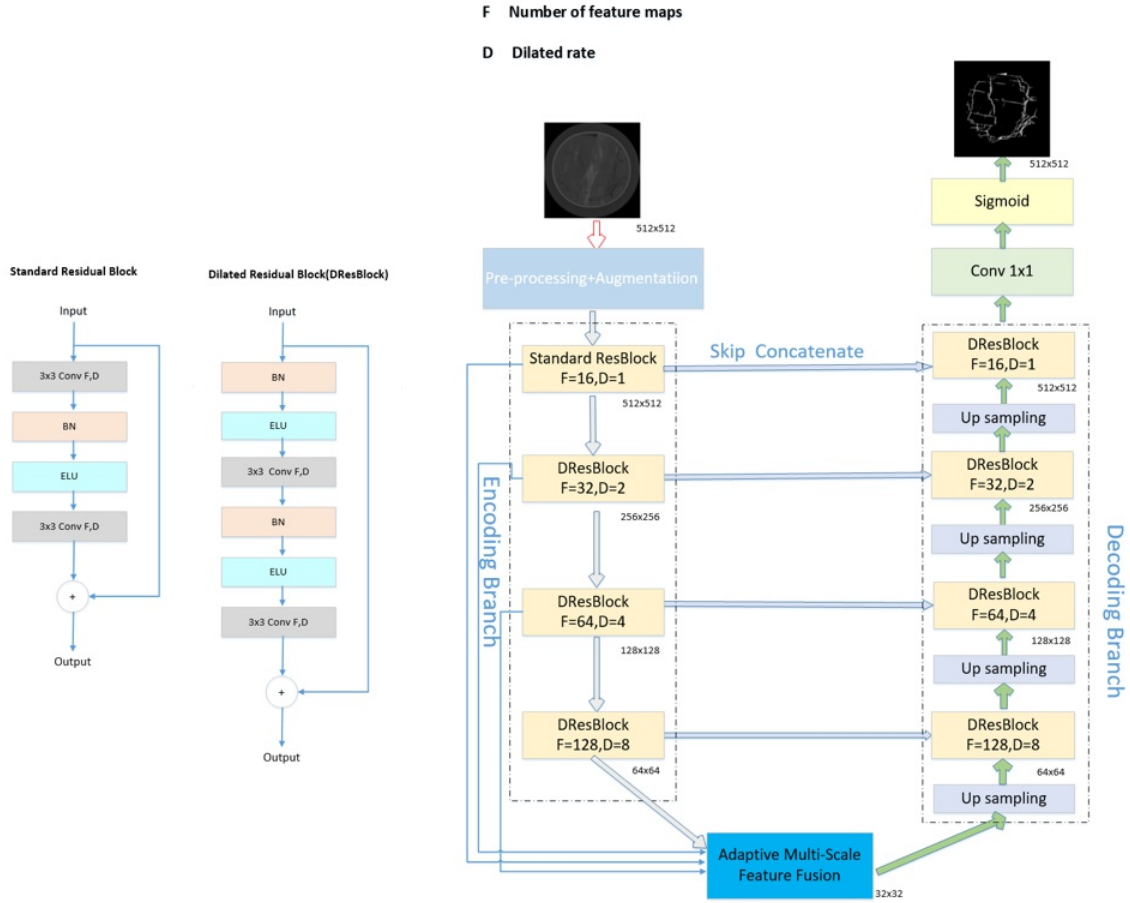 F Number of feature maps
D Dilated rate
Standard Residual Block
Input
3x3 Conv F,D
BN
ELU
3x3 Conv F,D
+
Output
Dilated Residual Block(DResBlock)
Input
BN
ELU
3x3 Conv F,D
BN
ELU
3x3 Conv F,D
+
Output
512x512
Pre-processing+Augmentatiion
Encoding Branch
Standard ResBlock
F=16,D=1
512x512
DResBlock
F=32,D=2
256x256
DResBlock
F=64,D=4
128x128
DResBlock
F=128,D=8
64x64
Skip Concatenate
Adaptive Multi-Scale
Feature Fusion
32x32
512x512
Sigmoid
Conv 1x1
DResBlock
F=16,D=1
512x512
Up sampling
DResBlock
F=32,D=2
256x256
Up sampling
DResBlock
F=64,D=4
128x128
Up sampling
DResBlock
F=128,D=8
64x64
Up sampling
Decoding Branch